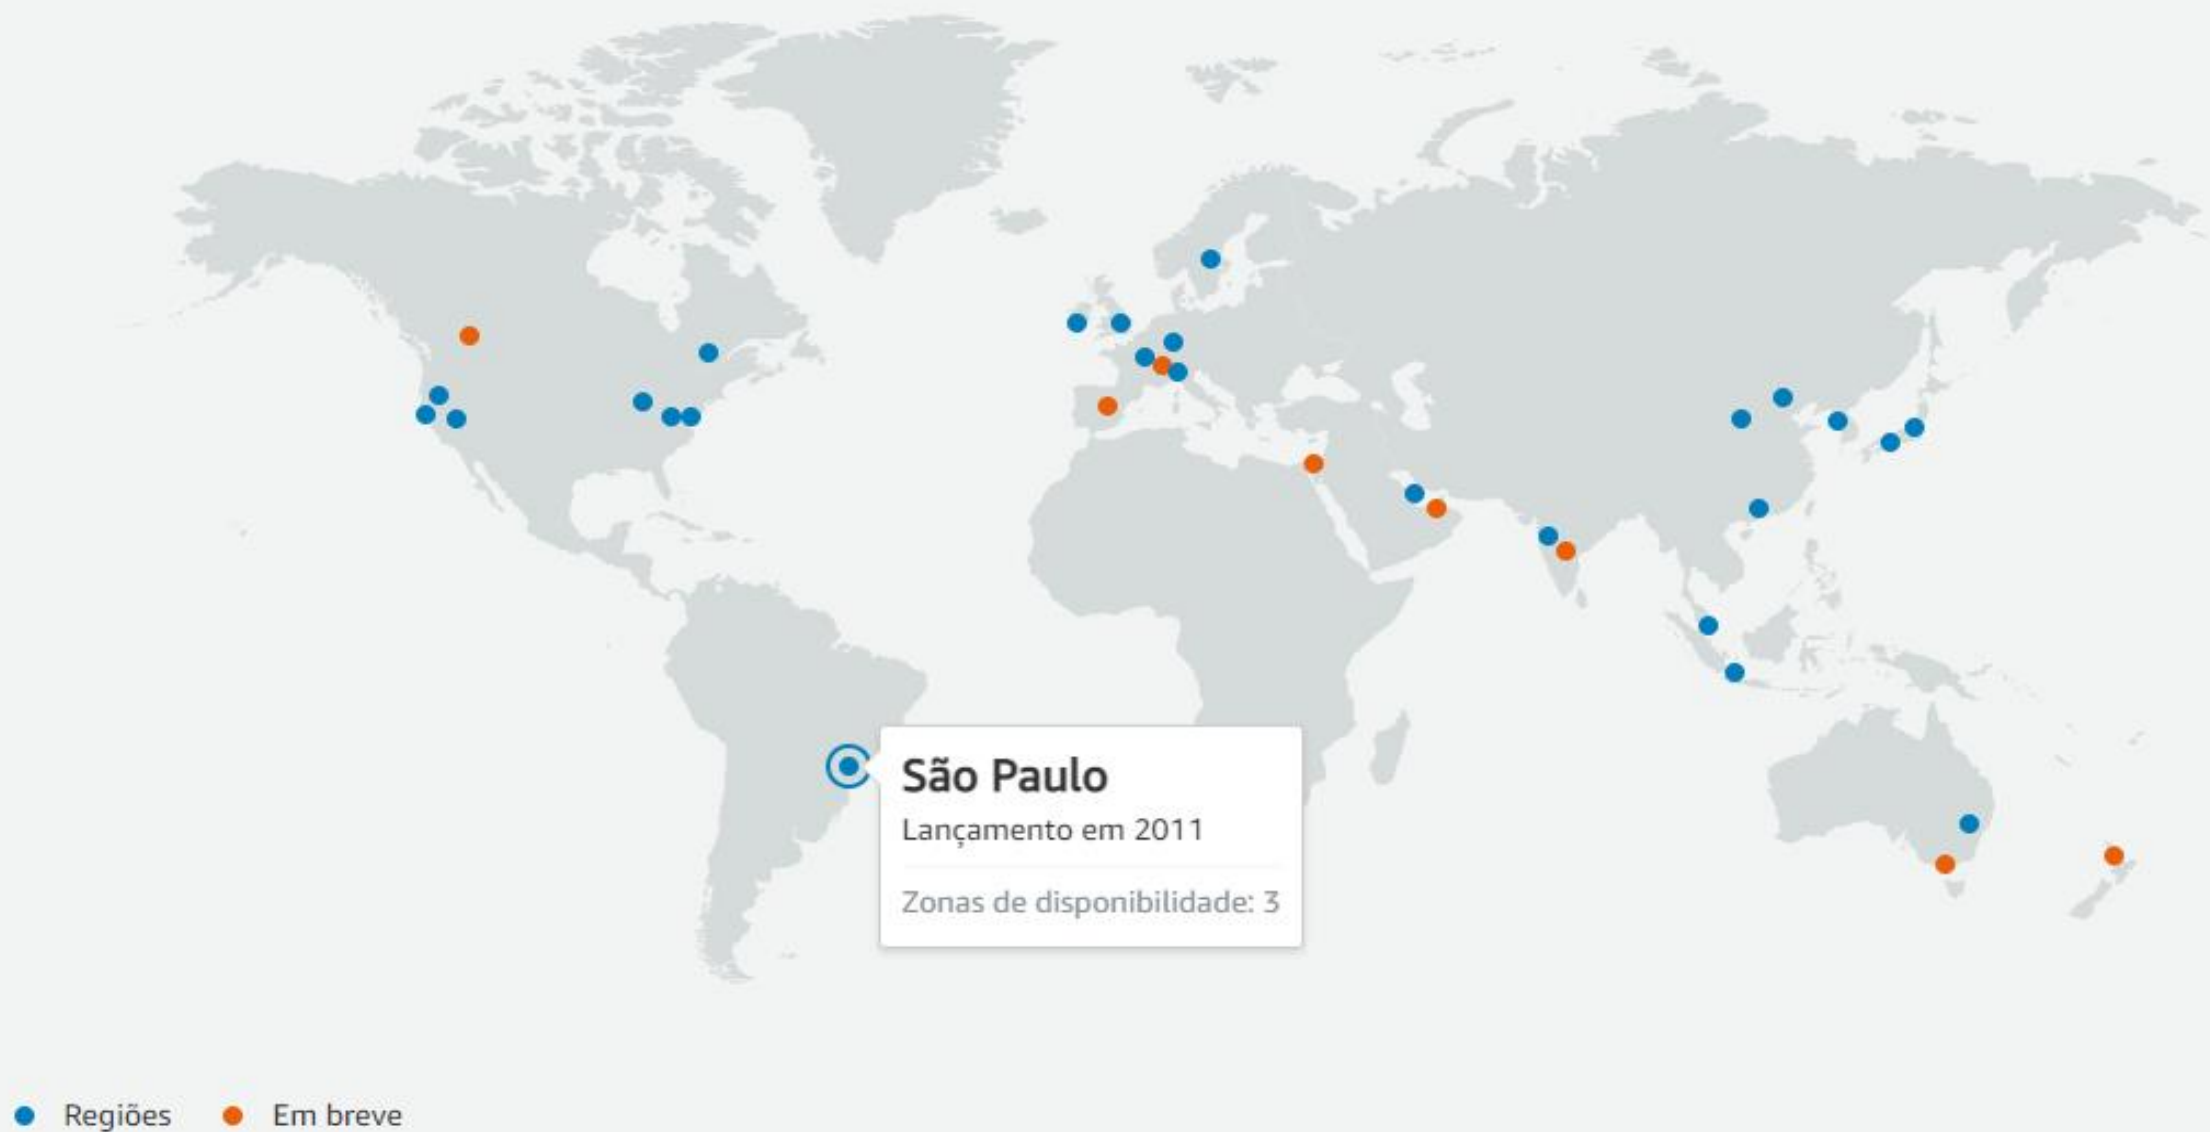 São Paulo
Lançamento em 2011
Zonas de disponibilidade: 3
Regiões
Em breve